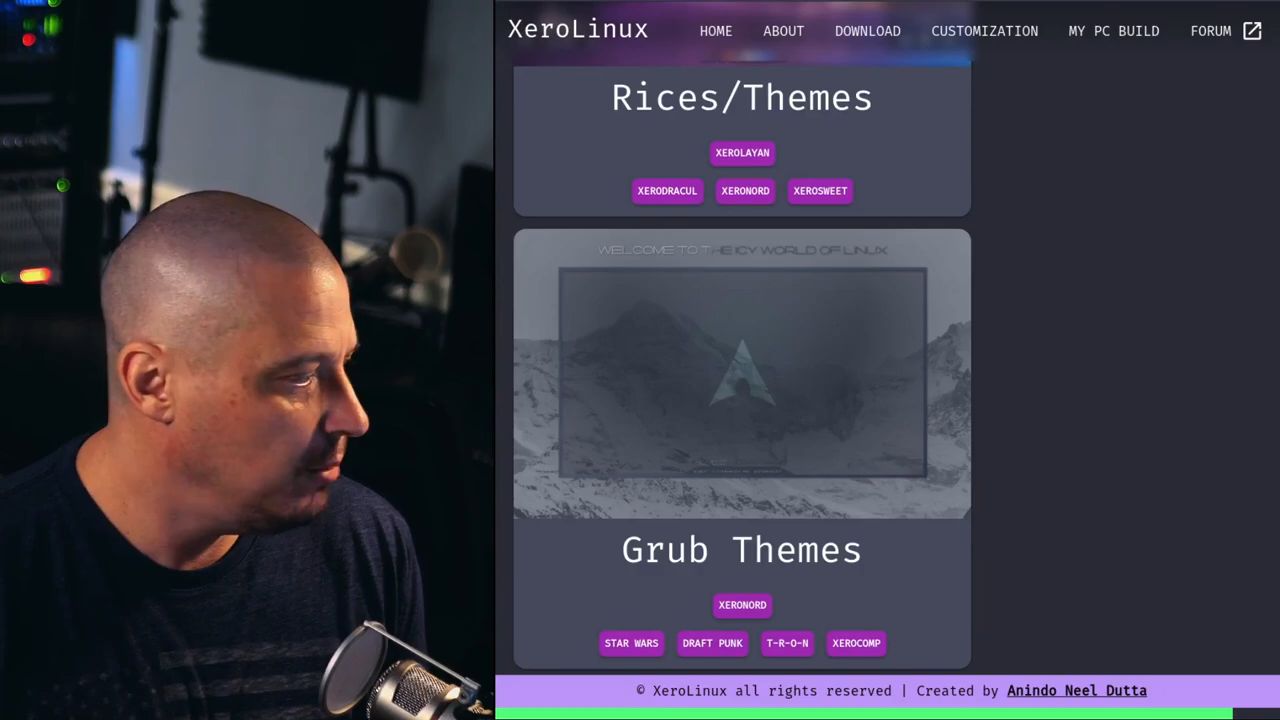 XeroLinux HOME ABOUT DOWNLOAD CUSTOMIZATION MY PC BUILD FORUM
Rices/Themes
XEROLAYAN
XERODRACUL XERONORD XEROSWEET
WELCOME TO THE ICY WORLD OF LINUX
Grub Themes
XERONORD
STAR WARS DRAFT PUNK T-R-O-N XEROCOMP
© XeroLinux all rights reserved | Created by Anindo Neel Dutta